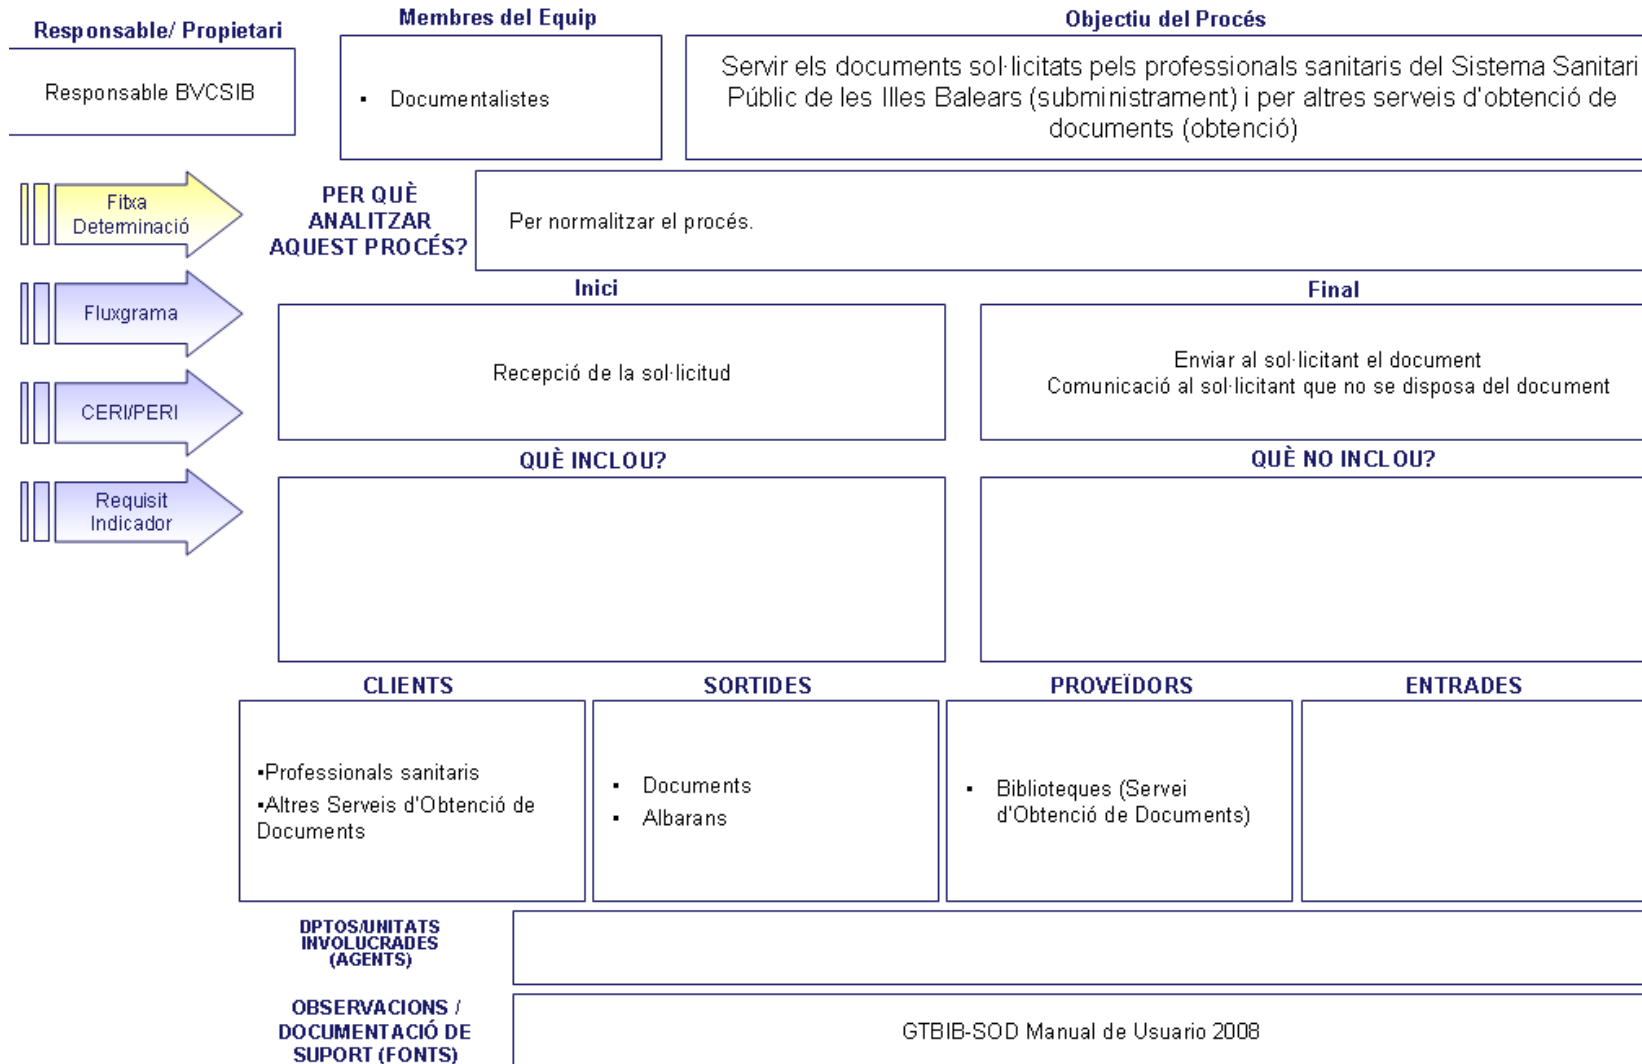 Responsable/ Propietari
Membres del Equip
Objectiu del Procés
Responsable BVCSIB
▪ Documentalistes
Servir els documents sol·licitats pels professionals sanitaris del Sistema Sanitari
Públic de les Illes Balears (subministrament) i per altres serveis d'obtenció de
documents (obtenció)
Fitxa
Determinació
PER QUÈ
ANALITZAR
AQUEST PROCÉS?
Per normalitzar el procés.
Fluxgrama
Inici
Final
Recepció de la sol·licitud
Enviar al sol·licitant el document
Comunicació al sol·licitant que no se disposa del document
CERI/PERI
QUÈ INCLOU?
QUÈ NO INCLOU?
Requisit
Indicador
CLIENTS
SORTIDES
PROVEÏDORS
ENTRADES
▪Professionals sanitaris
▪Altres Serveis d'Obtenció de
Documents
▪ Documents
▪ Albarans
▪ Biblioteques (Servei
d'Obtenció de Documents)
DPTOS/UNITATS
INVOLUCRADES
(AGENTS)
OBSERVACIONS /
DOCUMENTACIÓ DE
SUPORT (FONTS)
GTBIB-SOD Manual de Usuario 2008